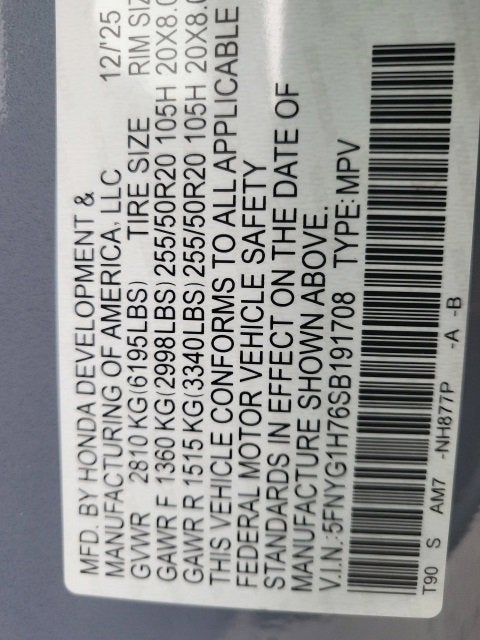 MFD. BY HONDA DEVELOPMENT & 12/'25
MANUFACTURING OF AMERICA, LLC
GVWR 2810 KG(6195LBS) TIRE SIZE RIM SIZ
GAWR F 1360 KG(2998LBS) 255/50R20 105H 20X8.0
GAWR R 1515 KG(3340LBS) 255/50R20 105H 20X8.0
THIS VEHICLE CONFORMS TO ALL APPLICABLE
FEDERAL MOTOR VEHICLE SAFETY
STANDARDS IN EFFECT ON THE DATE OF
MANUFACTURE SHOWN ABOVE.
V.I.N.:5FNYG1H76SB191708 TYPE:MPV
T90 S AM7 -NH877P -A -B